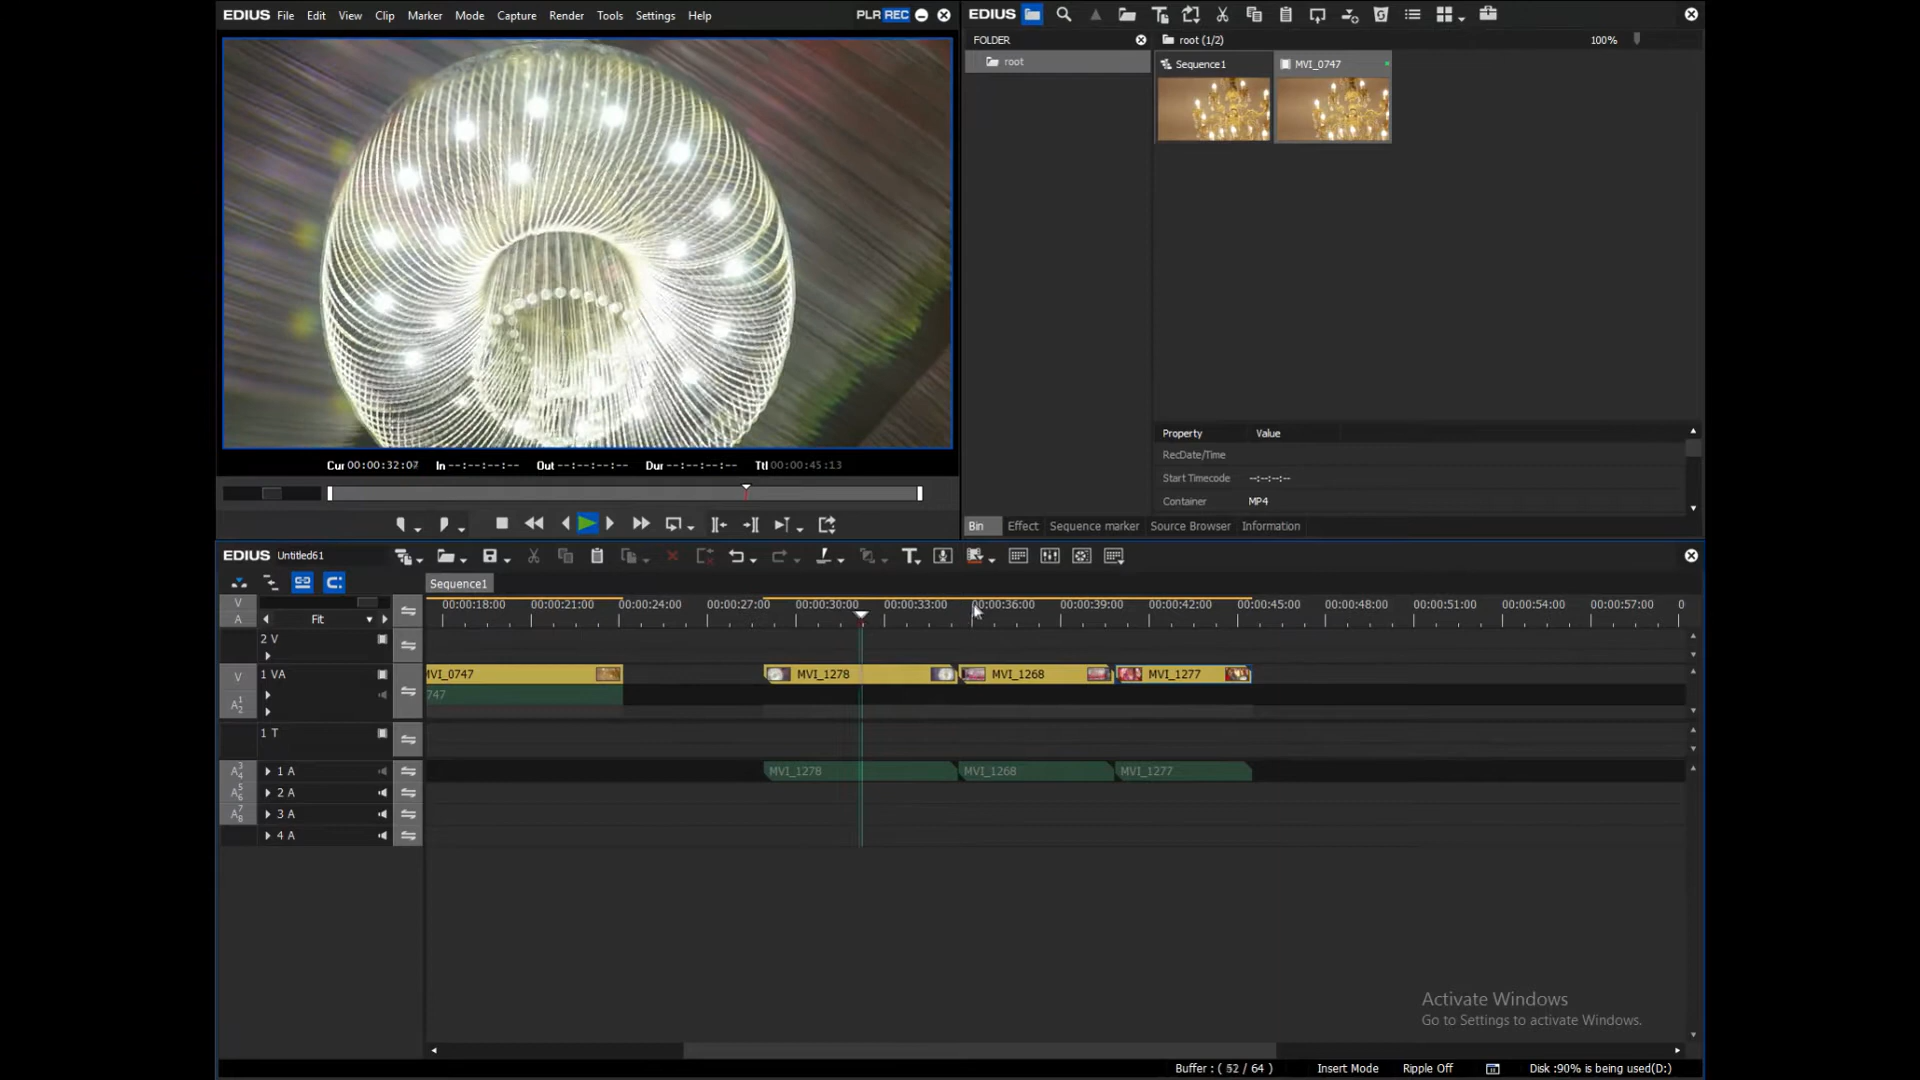 EDIUS File Edit View Clip Marker Mode Capture Render Tools Settings Help PLR REC
EDIUS
FOLDER
root (1/2)
100%
root
Sequence1
MVI_0747
Property Value
RecDate/Time
Start Timecode --:--:--:--
Container MP4
Cur 00:00:32:07 In --:--:--:-- Out --:--:--:-- Dur --:--:--:-- Ttl 00:00:45:13
Bin Effect Sequence marker Source Browser Information
EDIUS Untitled61
Sequence1
V
A
Fit
00:00:18:00 00:00:21:00 00:00:24:00 00:00:27:00 00:00:30:00 00:00:33:00 00:00:36:00 00:00:39:00 00:00:42:00 00:00:45:00 00:00:48:00 00:00:51:00 00:00:54:00 00:00:57:00 0
2 V
V 1 VA MVI_0747 MVI_1278 MVI_1268 MVI_1277
A12 747
1 T
A34 1 A MVI_1278 MVI_1268 MVI_1277
A56 2 A
A78 3 A
4 A
Activate Windows
Go to Settings to activate Windows.
Buffer : ( 52 / 64 ) Insert Mode Ripple Off Disk :90% is being used(D:)